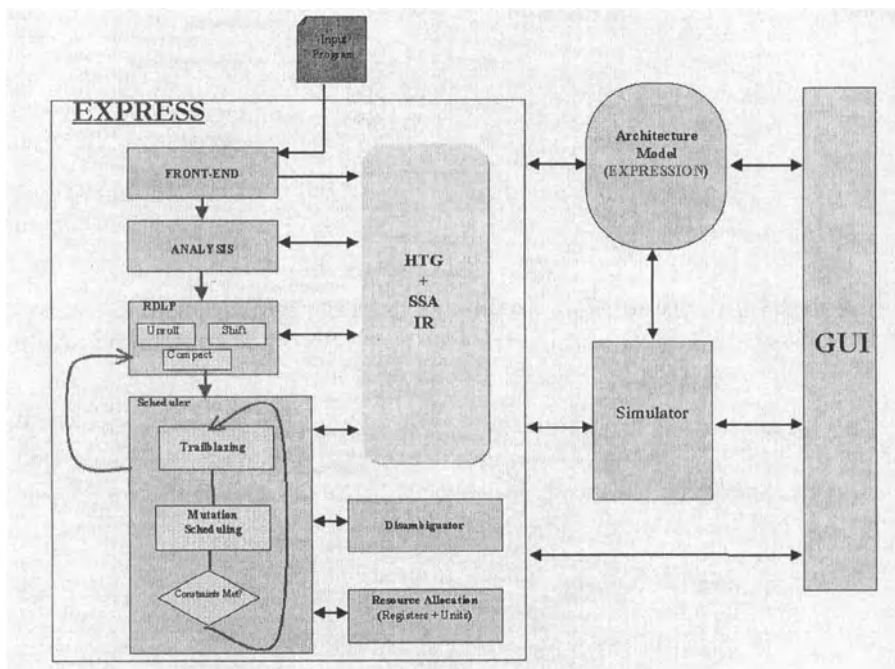 Input
Program
EXPRESS
FRONT-END
ANALYSIS
RDLP
Unroll
Shift
Compact
Scheduler
Trailblazing
Mutation
Scheduling
Constraints Met?
HTG
+
SSA
IR
Disambiguator
Resource Allocation
(Registers + Units)
Architecture
Model
(EXPRESSION)
Simulator
GUI